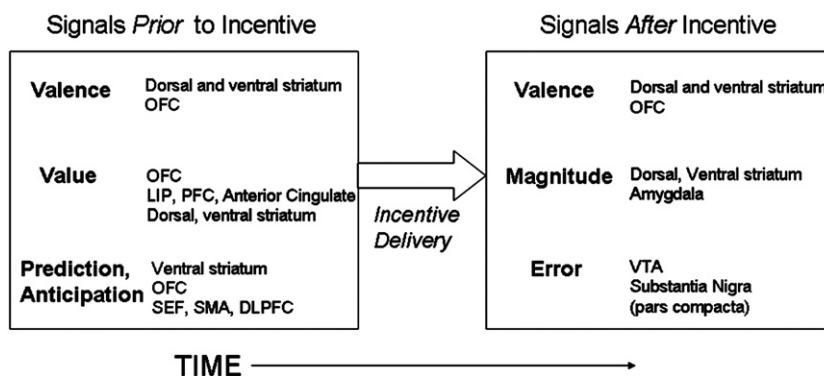 Signals Prior to Incentive
Valence
Dorsal and ventral striatum
OFC
Value
OFC
LIP, PFC, Anterior Cingulate
Dorsal, ventral striatum
Prediction,
Anticipation
Ventral striatum
OFC
SEF, SMA, DLPFC
Incentive
Delivery
Signals After Incentive
Valence
Dorsal and ventral striatum
OFC
Magnitude
Dorsal, Ventral striatum
Amygdala
Error
VTA
Substantia Nigra
(pars compacta)
TIME